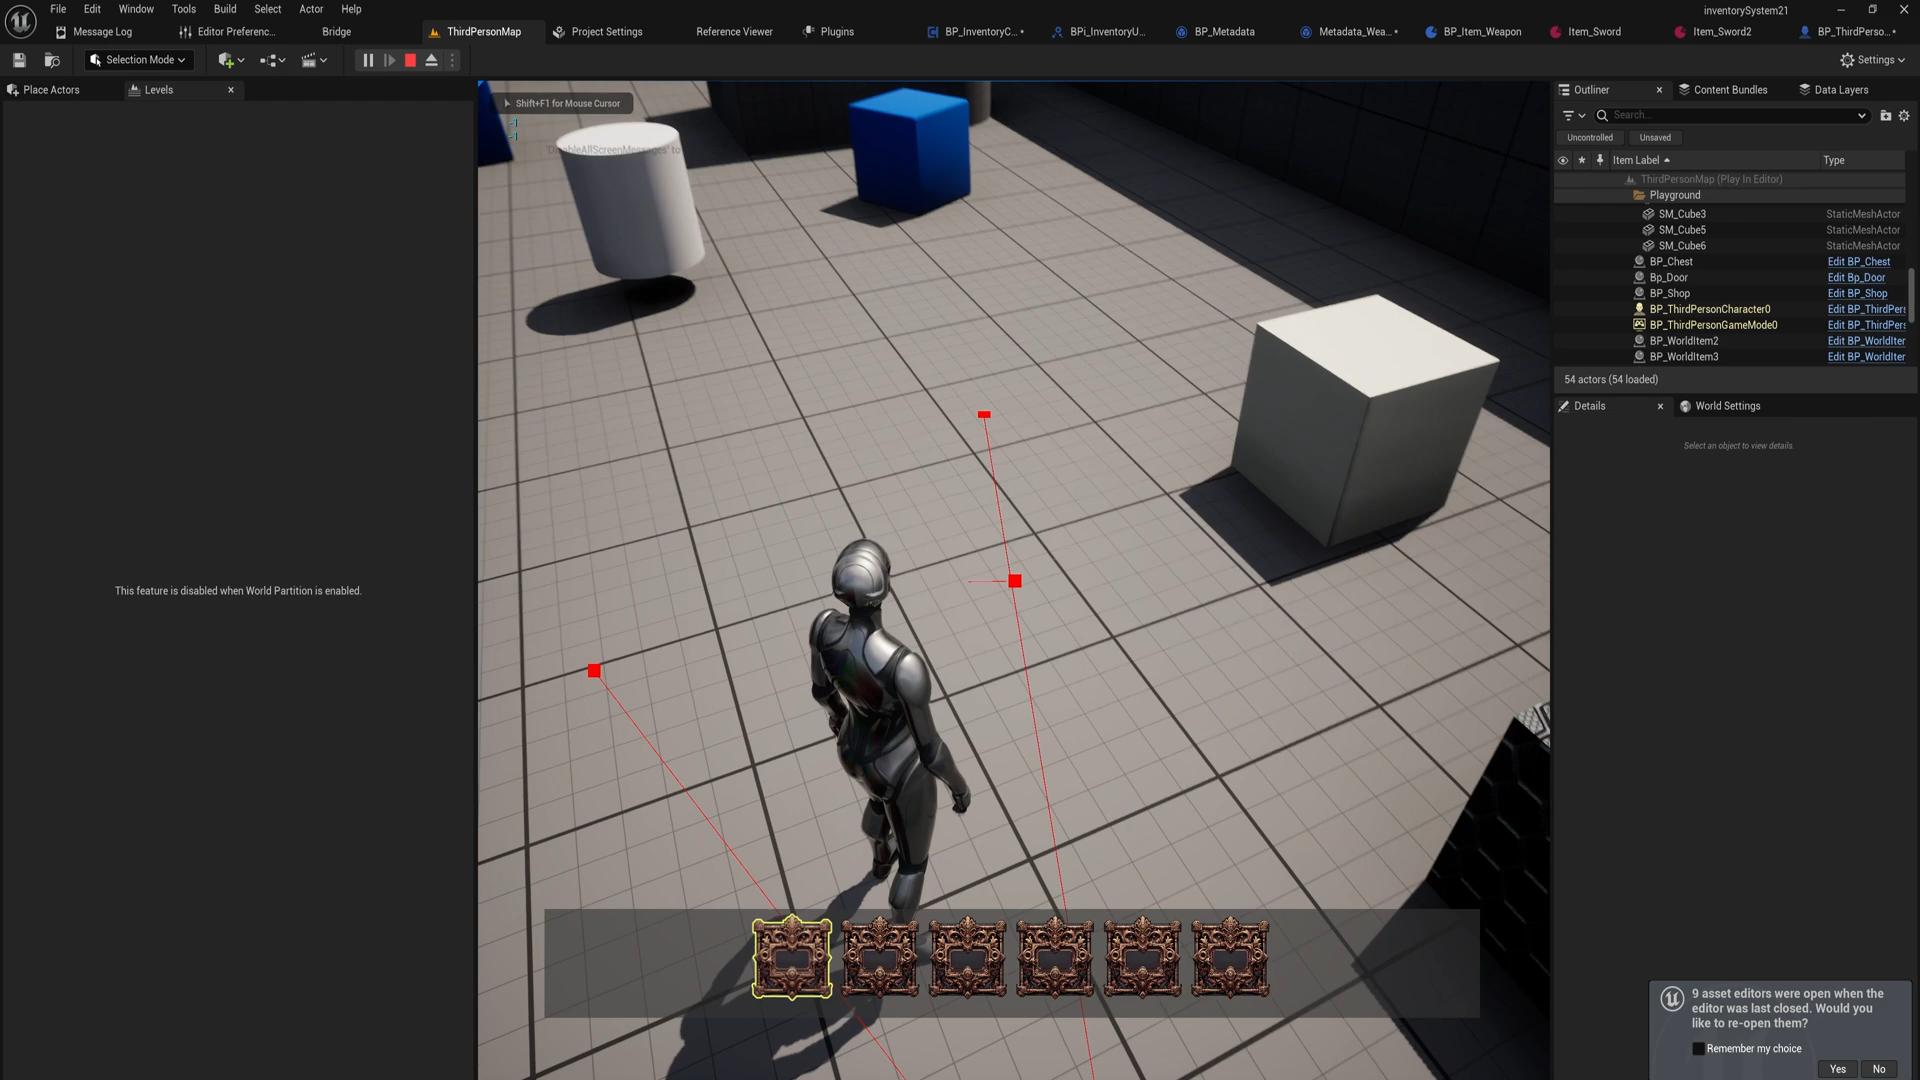 File Edit Window Tools Build Select Actor Help
inventorySystem21
Message Log
Editor Preferenc...
Bridge
ThirdPersonMap
Project Settings
Reference Viewer
Plugins
BP_InventoryC...*
BPi_InventoryU...
BP_Metadata
Metadata_Wea...*
BP_Item_Weapon
Item_Sword
Item_Sword2
BP_ThirdPerso...*
Selection Mode
Settings
Place Actors
Levels
Shift+F1 for Mouse Cursor
-1
-1
'DisableAllScreenMessages' to
This feature is disabled when World Partition is enabled.
Outliner
Content Bundles
Data Layers
Search...
Uncontrolled
Unsaved
Item Label
Type
ThirdPersonMap (Play In Editor)
Playground
SM_Cube3 StaticMeshActor
SM_Cube5 StaticMeshActor
SM_Cube6 StaticMeshActor
BP_Chest Edit BP_Chest
Bp_Door Edit Bp_Door
BP_Shop Edit BP_Shop
BP_ThirdPersonCharacter0 Edit BP_ThirdPers
BP_ThirdPersonGameMode0 Edit BP_ThirdPers
BP_WorldItem2 Edit BP_WorldIter
BP_WorldItem3 Edit BP_WorldIter
54 actors (54 loaded)
Details
World Settings
Select an object to view details.
9 asset editors were open when the
editor was last closed. Would you
like to re-open them?
Remember my choice
Yes
No